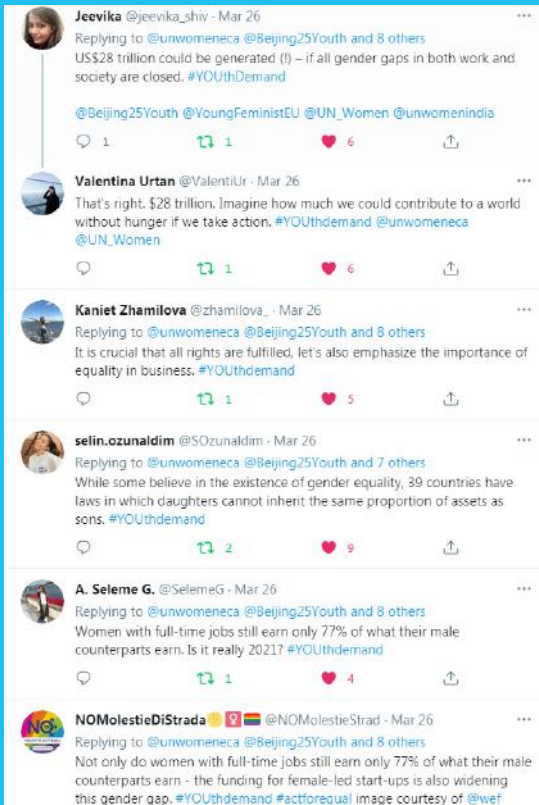 Jeevika @jeevika_shiv · Mar 26
Replying to @unwomeneca @Beijing25Youth and 8 others
US$28 trillion could be generated (!) – if all gender gaps in both work and
society are closed. #YOUthDemand
@Beijing25Youth @YoungFeministEU @UN_Women @unwomenindia
1 1 6
Valentina Urtan @ValentiUr · Mar 26
That's right. $28 trillion. Imagine how much we could contribute to a world
without hunger if we take action. #YOUthdemand @unwomeneca
@UN_Women
1 6
Kaniet Zhamilova @zhamilova_ · Mar 26
Replying to @unwomeneca @Beijing25Youth and 8 others
It is crucial that all rights are fulfilled, let's also emphasize the importance of
equality in business. #YOUthdemand
1 5
selin.ozunaldim @SOzunaldim · Mar 26
Replying to @unwomeneca @Beijing25Youth and 7 others
While some believe in the existence of gender equality, 39 countries have
laws in which daughters cannot inherit the same proportion of assets as
sons. #YOUthdemand
2 9
A. Seleme G. @SelemeG · Mar 26
Replying to @unwomeneca @Beijing25Youth and 8 others
Women with full-time jobs still earn only 77% of what their male
counterparts earn. Is it really 2021? #YOUthdemand
1 4
NO
NOMolestieDiStrada @NOMolestieStrad · Mar 26
Replying to @unwomeneca @Beijing25Youth and 8 others
Not only do women with full-time jobs still earn only 77% of what their male
counterparts earn - the funding for female-led start-ups is also widening
this gender gap. #YOUthdemand #actforequal image courtesy of @wef